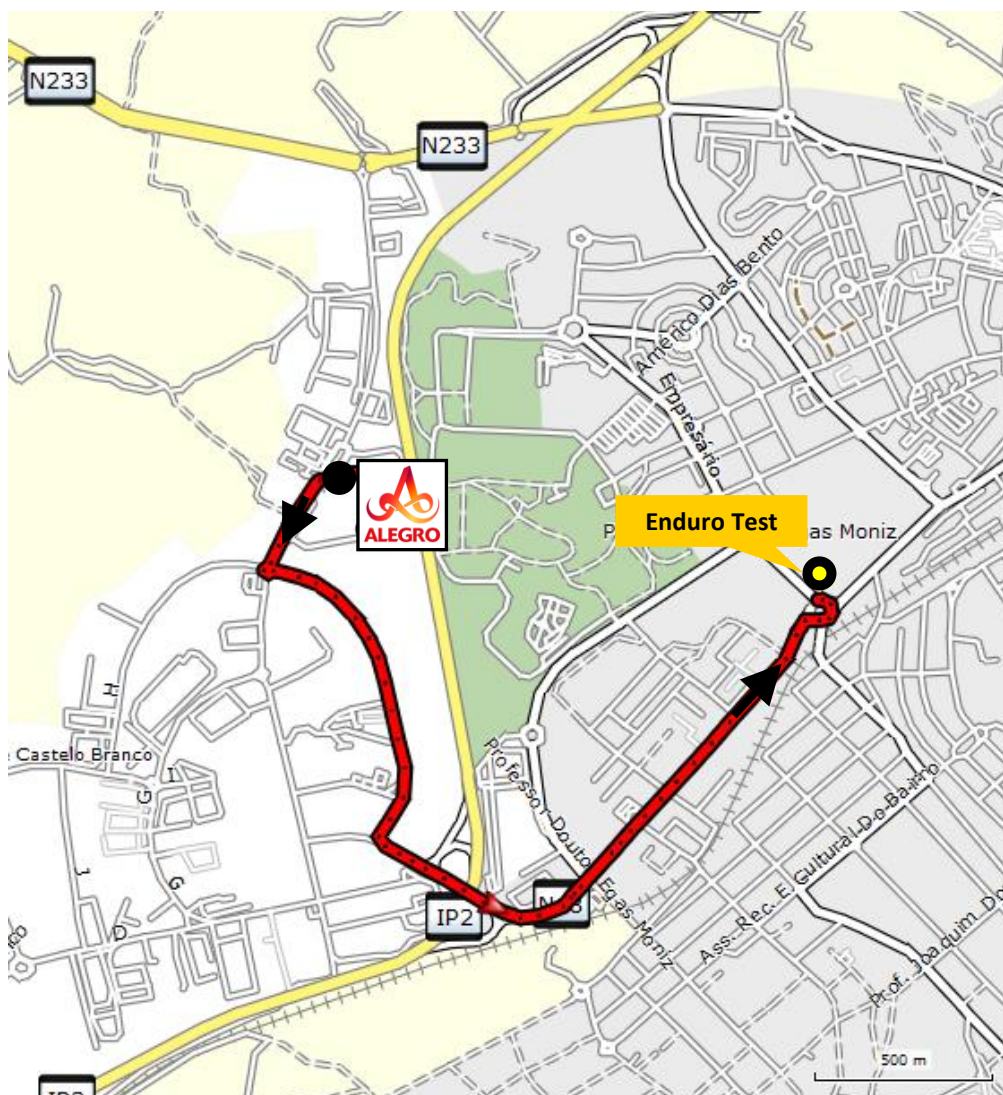 N233
N233
Américo Dias Bento
Empresário
ALEGRO
Enduro Test
as Moniz
Castelo Branco
H
I
G
G
J
D
Professor Douto
Egas Moniz
IP2
Ass. Rec. E. Cultural Do Bairro
Prof. Joaquim
500 m